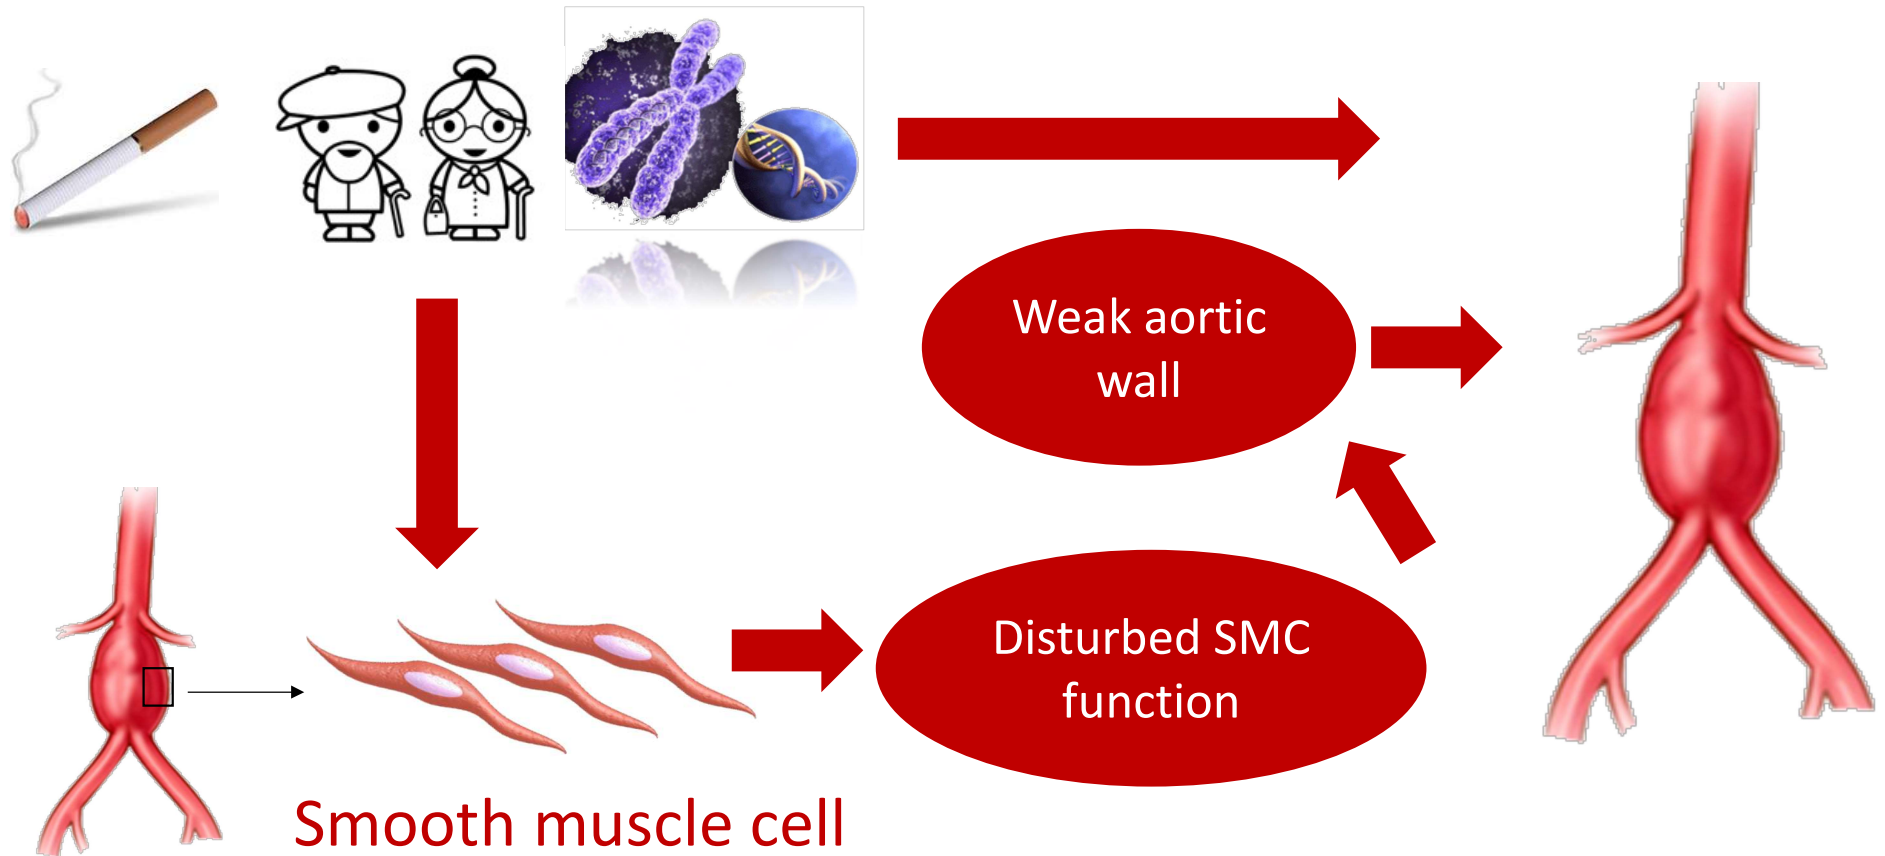 Weak aortic
wall
Disturbed SMC
function
Smooth muscle cell